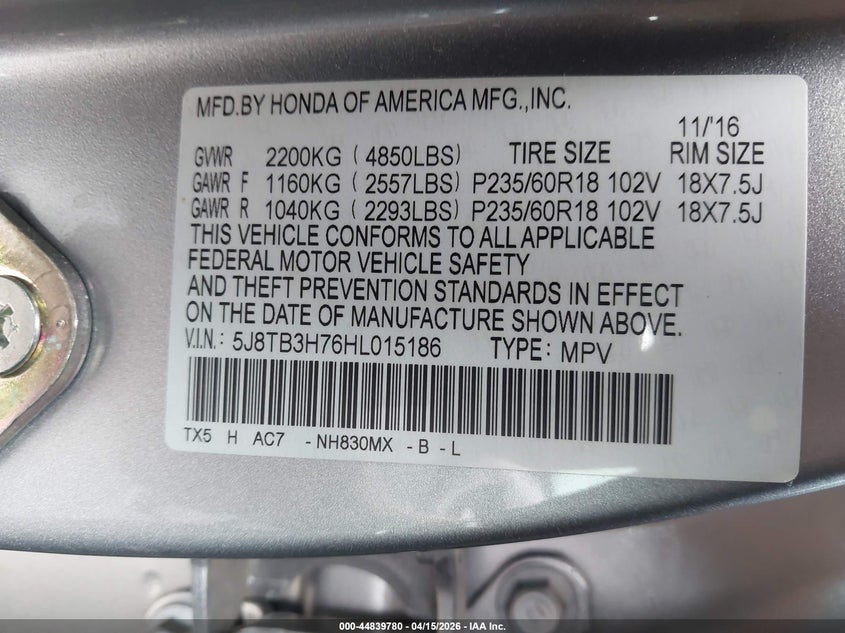 MFD.BY HONDA OF AMERICA MFG.,INC.
11/'16
GVWR 2200KG ( 4850LBS) TIRE SIZE RIM SIZE
GAWR F 1160KG ( 2557LBS) P235/60R18 102V 18X7.5J
GAWR R 1040KG ( 2293LBS) P235/60R18 102V 18X7.5J
THIS VEHICLE CONFORMS TO ALL APPLICABLE
FEDERAL MOTOR VEHICLE SAFETY
AND THEFT PREVENTION STANDARDS IN EFFECT
ON THE DATE OF MANUFACTURE SHOWN ABOVE.
V.I.N.: 5J8TB3H76HL015186 TYPE: MPV
TX5 H AC7 -NH830MX -B -L
000-44839780 - 04/15/2026 - IAA Inc.